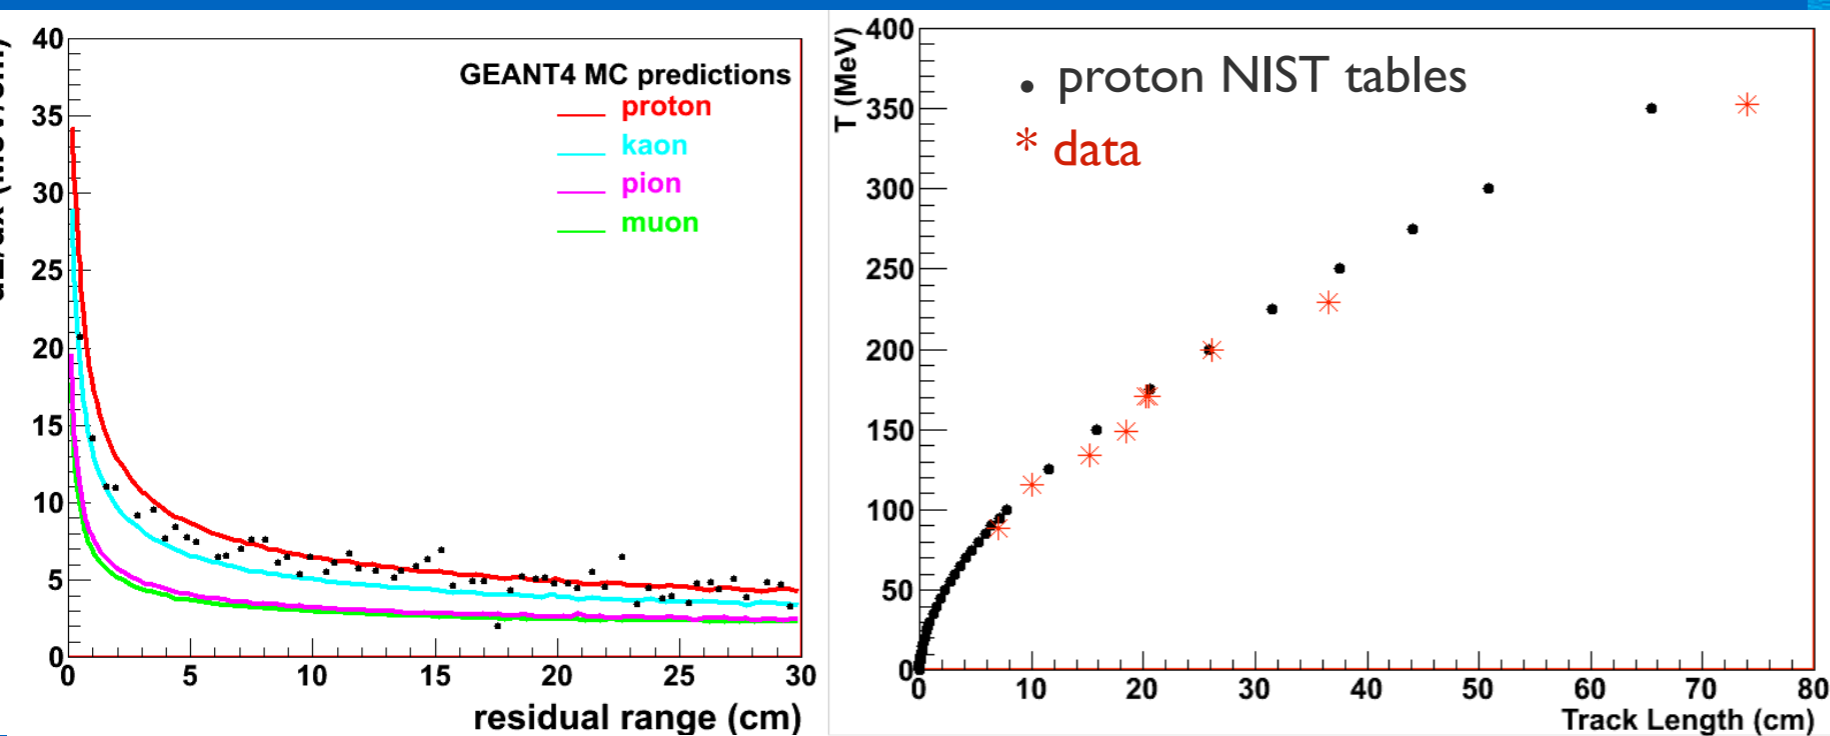 40
35
30
25
20
15
10
5
0
GEANT4 MC predictions
proton
kaon
pion
muon
0 5 10 15 20 25 30
residual range (cm)
T (MeV)
400
350
300
250
200
150
100
50
0
• proton NIST tables
* data
0 10 20 30 40 50 60 70 80
Track Length (cm)